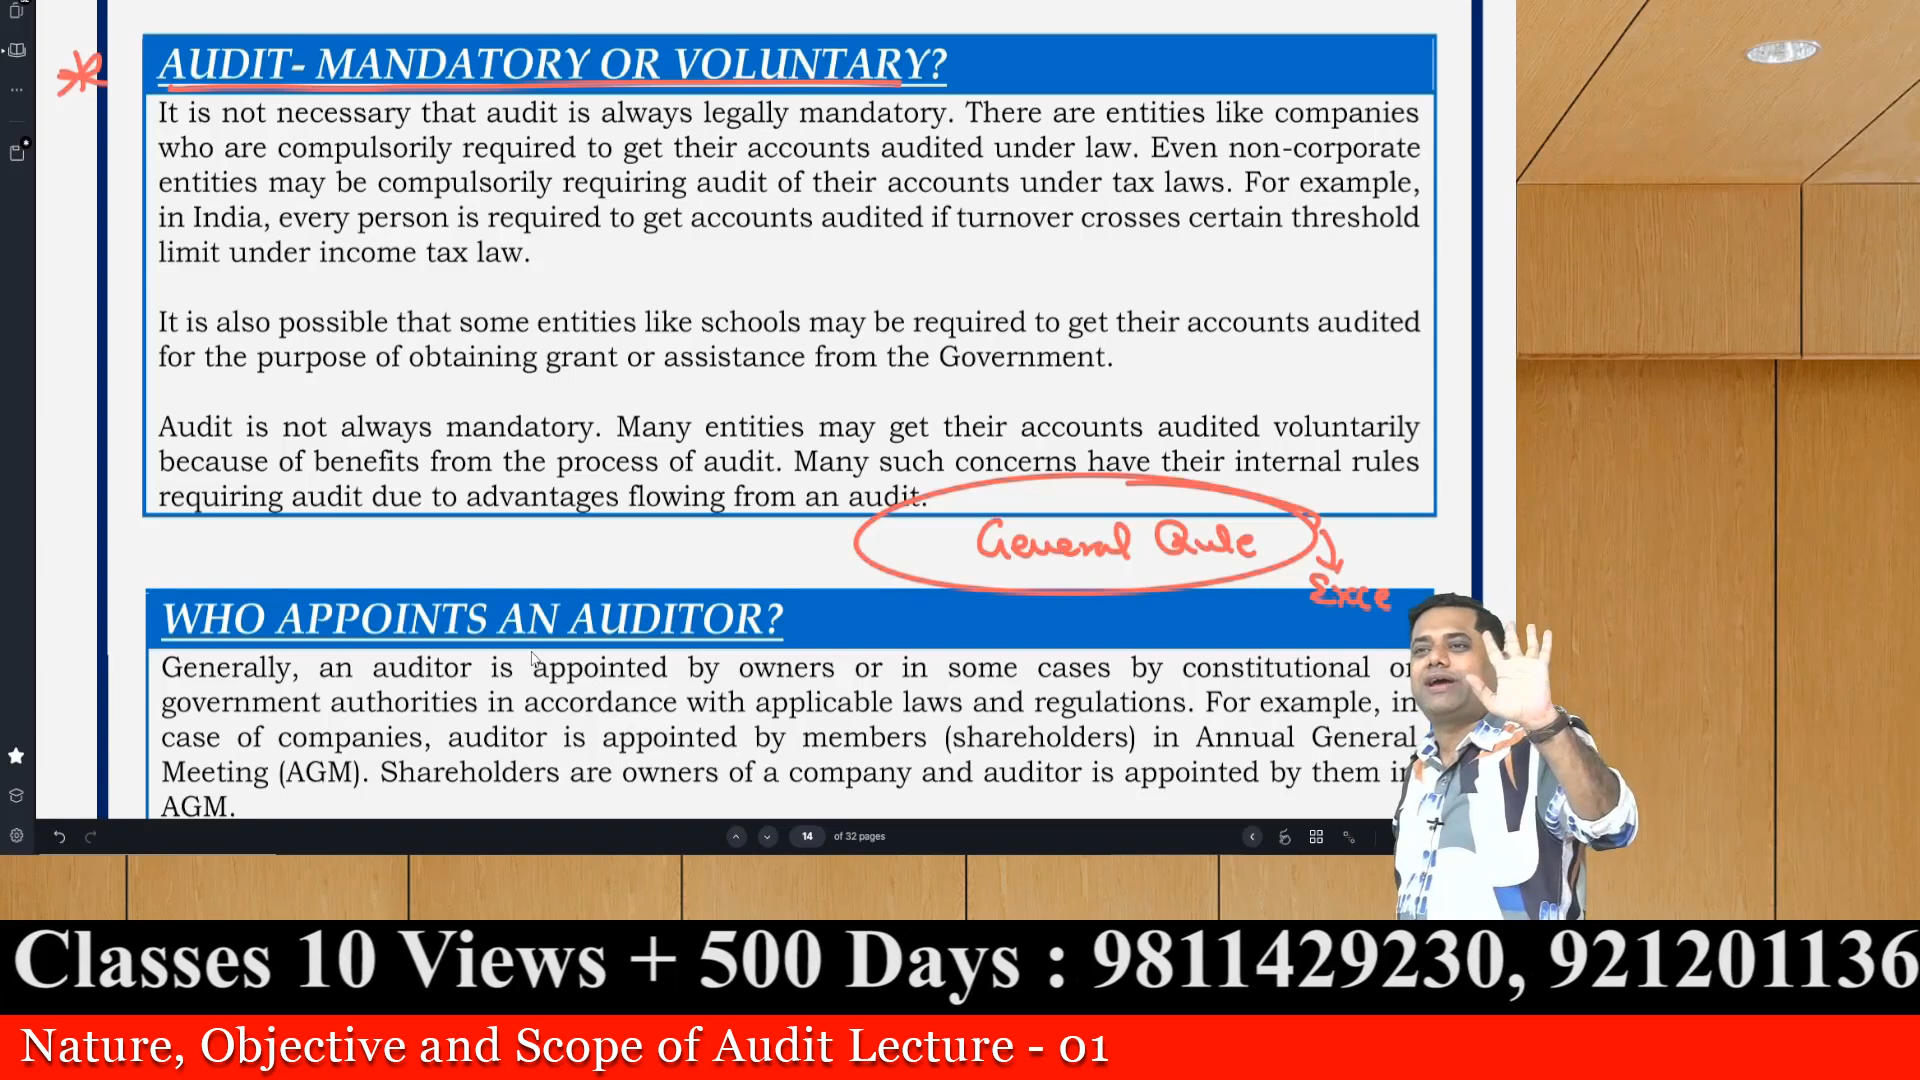 AUDIT- MANDATORY OR VOLUNTARY?
It is not necessary that audit is always legally mandatory. There are entities like companies
who are compulsorily required to get their accounts audited under law. Even non-corporate
entities may be compulsorily requiring audit of their accounts under tax laws. For example,
in India, every person is required to get accounts audited if turnover crosses certain threshold
limit under income tax law.
It is also possible that some entities like schools may be required to get their accounts audited
for the purpose of obtaining grant or assistance from the Government.
Audit is not always mandatory. Many entities may get their accounts audited voluntarily
because of benefits from the process of audit. Many such concerns have their internal rules
requiring audit due to advantages flowing from an audit.
General Rule
Exce
WHO APPOINTS AN AUDITOR?
Generally, an auditor is appointed by owners or in some cases by constitutional or
government authorities in accordance with applicable laws and regulations. For example, in
case of companies, auditor is appointed by members (shareholders) in Annual General
Meeting (AGM). Shareholders are owners of a company and auditor is appointed by them in
AGM.
14 of 32 pages
Classes 10 Views + 500 Days : 9811429230, 921201136
Nature, Objective and Scope of Audit Lecture - 01